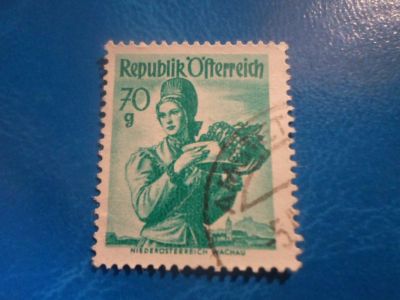 Republik Österreich
70
g
NIEDERÖSTERREICH WACHAU